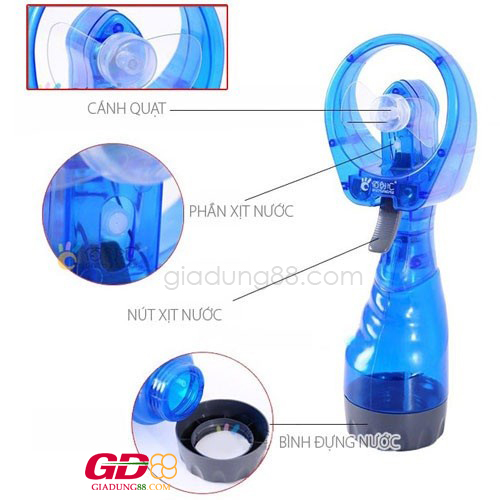 CÁNH QUẠT
PHẦN XỊT NƯỚC
giadung88.com
NÚT XỊT NƯỚC
BÌNH ĐỰNG NƯỚC
GD88
GIADUNG88.COM